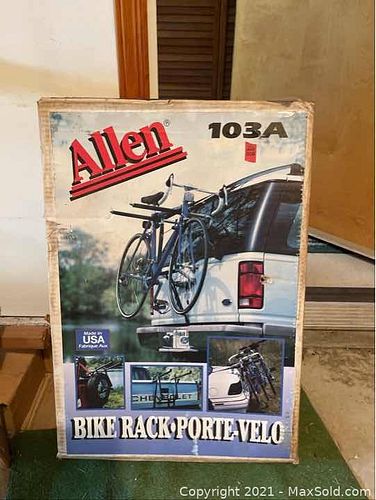 Allen®
103A
Made in
USA
Fabriqué Aux
CHEVROLET
BIKE RACK•PORTE-VELO
Copyright © 2021 - MaxSold.com